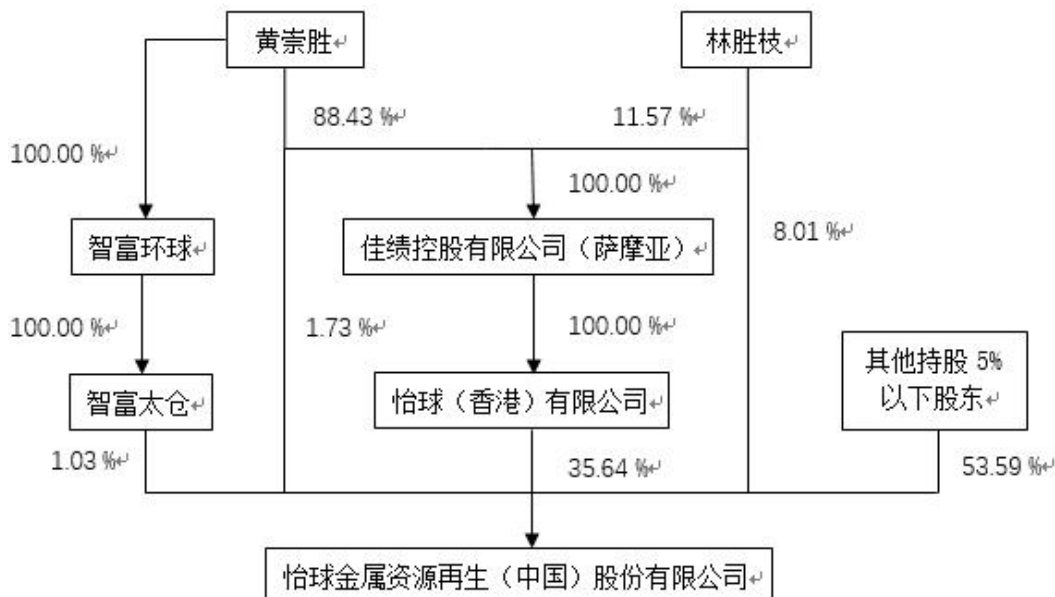 黄崇胜↵
林胜枝↵
88.43 %↵
11.57 %↵
100.00 %↵
100.00 %↵
智富环球↵
佳绩控股有限公司（萨摩亚）↵
8.01 %↵
100.00 %↵
1.73 %↵
100.00 %↵
其他持股 5%
以下股东↵
智富太仓↵
怡球（香港）有限公司↵
1.03 %↵
35.64 %↵
53.59 %↵
怡球金属资源再生（中国）股份有限公司↵